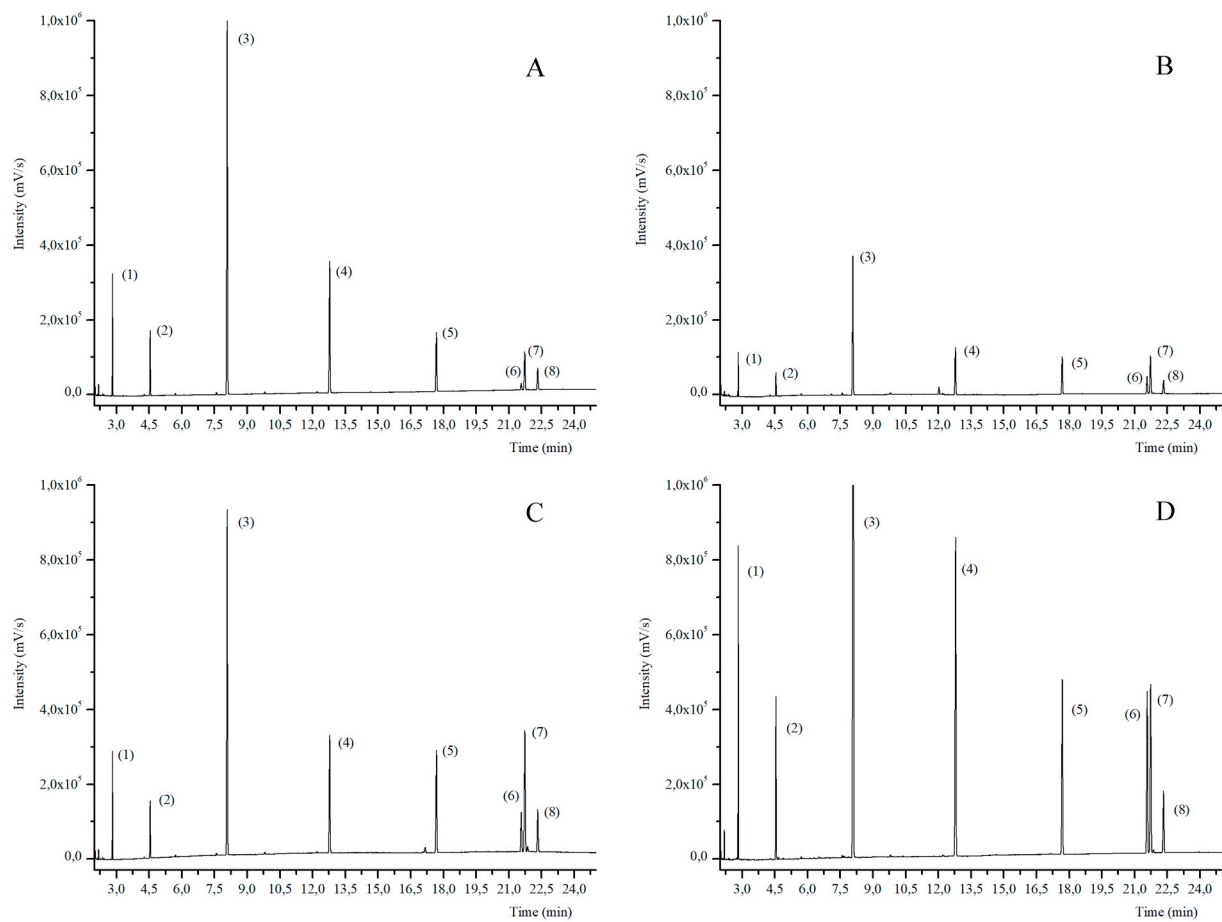 1,0x10⁶
8,0x10⁵
6,0x10⁵
4,0x10⁵
2,0x10⁵
0,0
Intensity (mV/s)
A
(1)
(2)
(3)
(4)
(5)
(6)
(7)
(8)
3,0 4,5 6,0 7,5 9,0 10,5 12,0 13,5 15,0 16,5 18,0 19,5 21,0 22,5 24,0
Time (min)
1,0x10⁶
8,0x10⁵
6,0x10⁵
4,0x10⁵
2,0x10⁵
0,0
Intensity (mV/s)
B
(1)
(2)
(3)
(4)
(5)
(6)
(7)
(8)
3,0 4,5 6,0 7,5 9,0 10,5 12,0 13,5 15,0 16,5 18,0 19,5 21,0 22,5 24,0
Time (min)
1,0x10⁶
8,0x10⁵
6,0x10⁵
4,0x10⁵
2,0x10⁵
0,0
Intensity (mV/s)
C
(1)
(2)
(3)
(4)
(5)
(6)
(7)
(8)
3,0 4,5 6,0 7,5 9,0 10,5 12,0 13,5 15,0 16,5 18,0 19,5 21,0 22,5 24,0
Time (min)
1,0x10⁶
8,0x10⁵
6,0x10⁵
4,0x10⁵
2,0x10⁵
0,0
Intensity (mV/s)
D
(1)
(2)
(3)
(4)
(5)
(6)
(7)
(8)
3,0 4,5 6,0 7,5 9,0 10,5 12,0 13,5 15,0 16,5 18,0 19,5 21,0 22,5 24,0
Time (min)